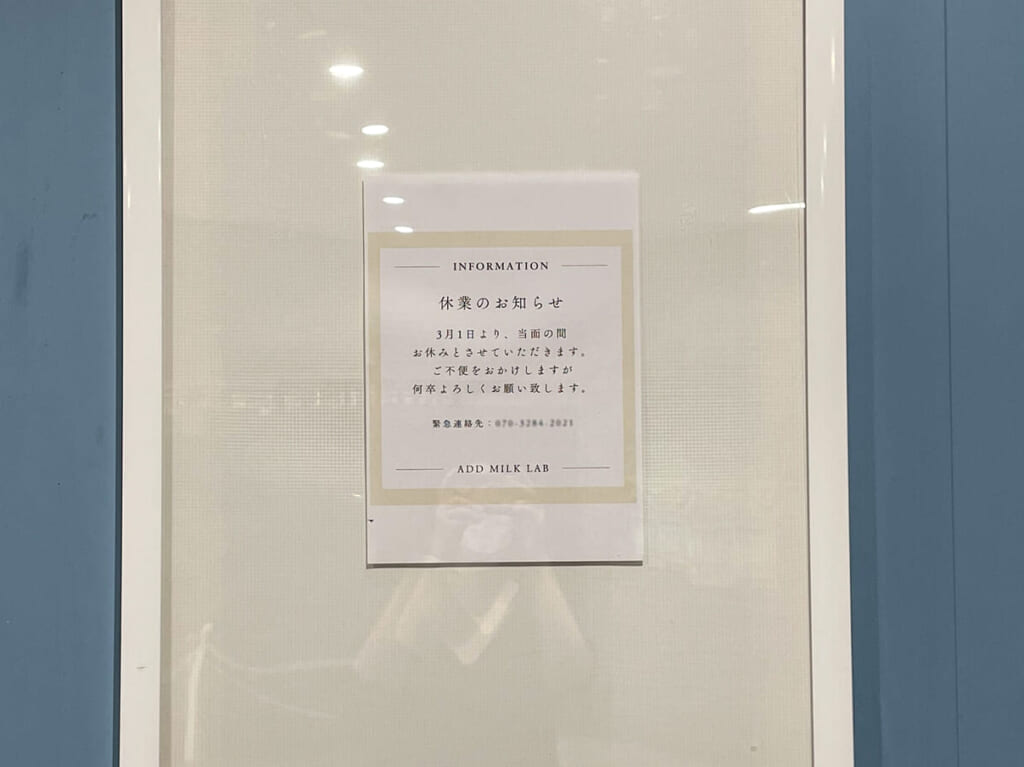 INFORMATION
休業のお知らせ
3月1日より、当面の間
お休みとさせていただきます。
ご不便をおかけしますが
何卒よろしくお願い致します。
緊急連絡先：
ADD MILK LAB